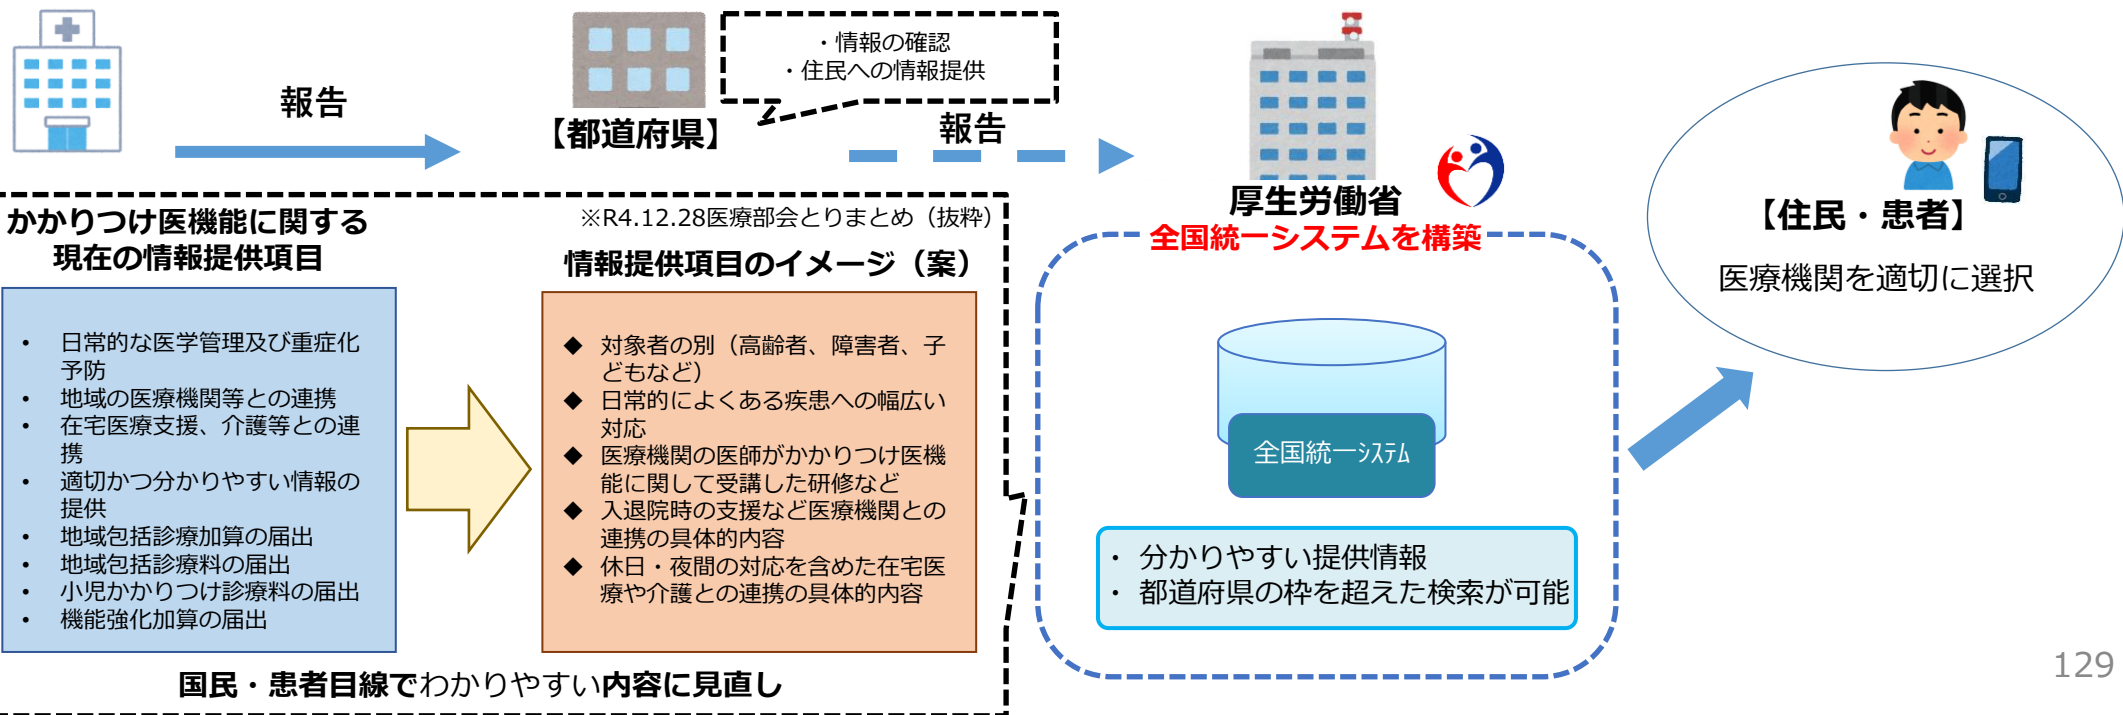 ・情報の確認
・住民への情報提供
報告
【都道府県】
報告
厚生労働省
全国統一システムを構築
【住民・患者】
医療機関を適切に選択
かかりつけ医機能に関する
現在の情報提供項目
※R4.12.28医療部会とりまとめ（抜粋）
情報提供項目のイメージ（案）
• 日常的な医学管理及び重症化
予防
• 地域の医療機関等との連携
• 在宅医療支援、介護等との連
携
• 適切かつ分かりやすい情報の
提供
• 地域包括診療加算の届出
• 地域包括診療料の届出
• 小児かかりつけ診療料の届出
• 機能強化加算の届出
◆ 対象者の別（高齢者、障害者、子
どもなど）
◆ 日常的によくある疾患への幅広い
対応
◆ 医療機関の医師がかかりつけ医機
能に関して受講した研修など
◆ 入退院時の支援など医療機関との
連携の具体的内容
◆ 休日・夜間の対応を含めた在宅医
療や介護との連携の具体的内容
国民・患者目線でわかりやすい内容に見直し
全国統一ｼｽﾃﾑ
・ 分かりやすい提供情報
・ 都道府県の枠を超えた検索が可能
129